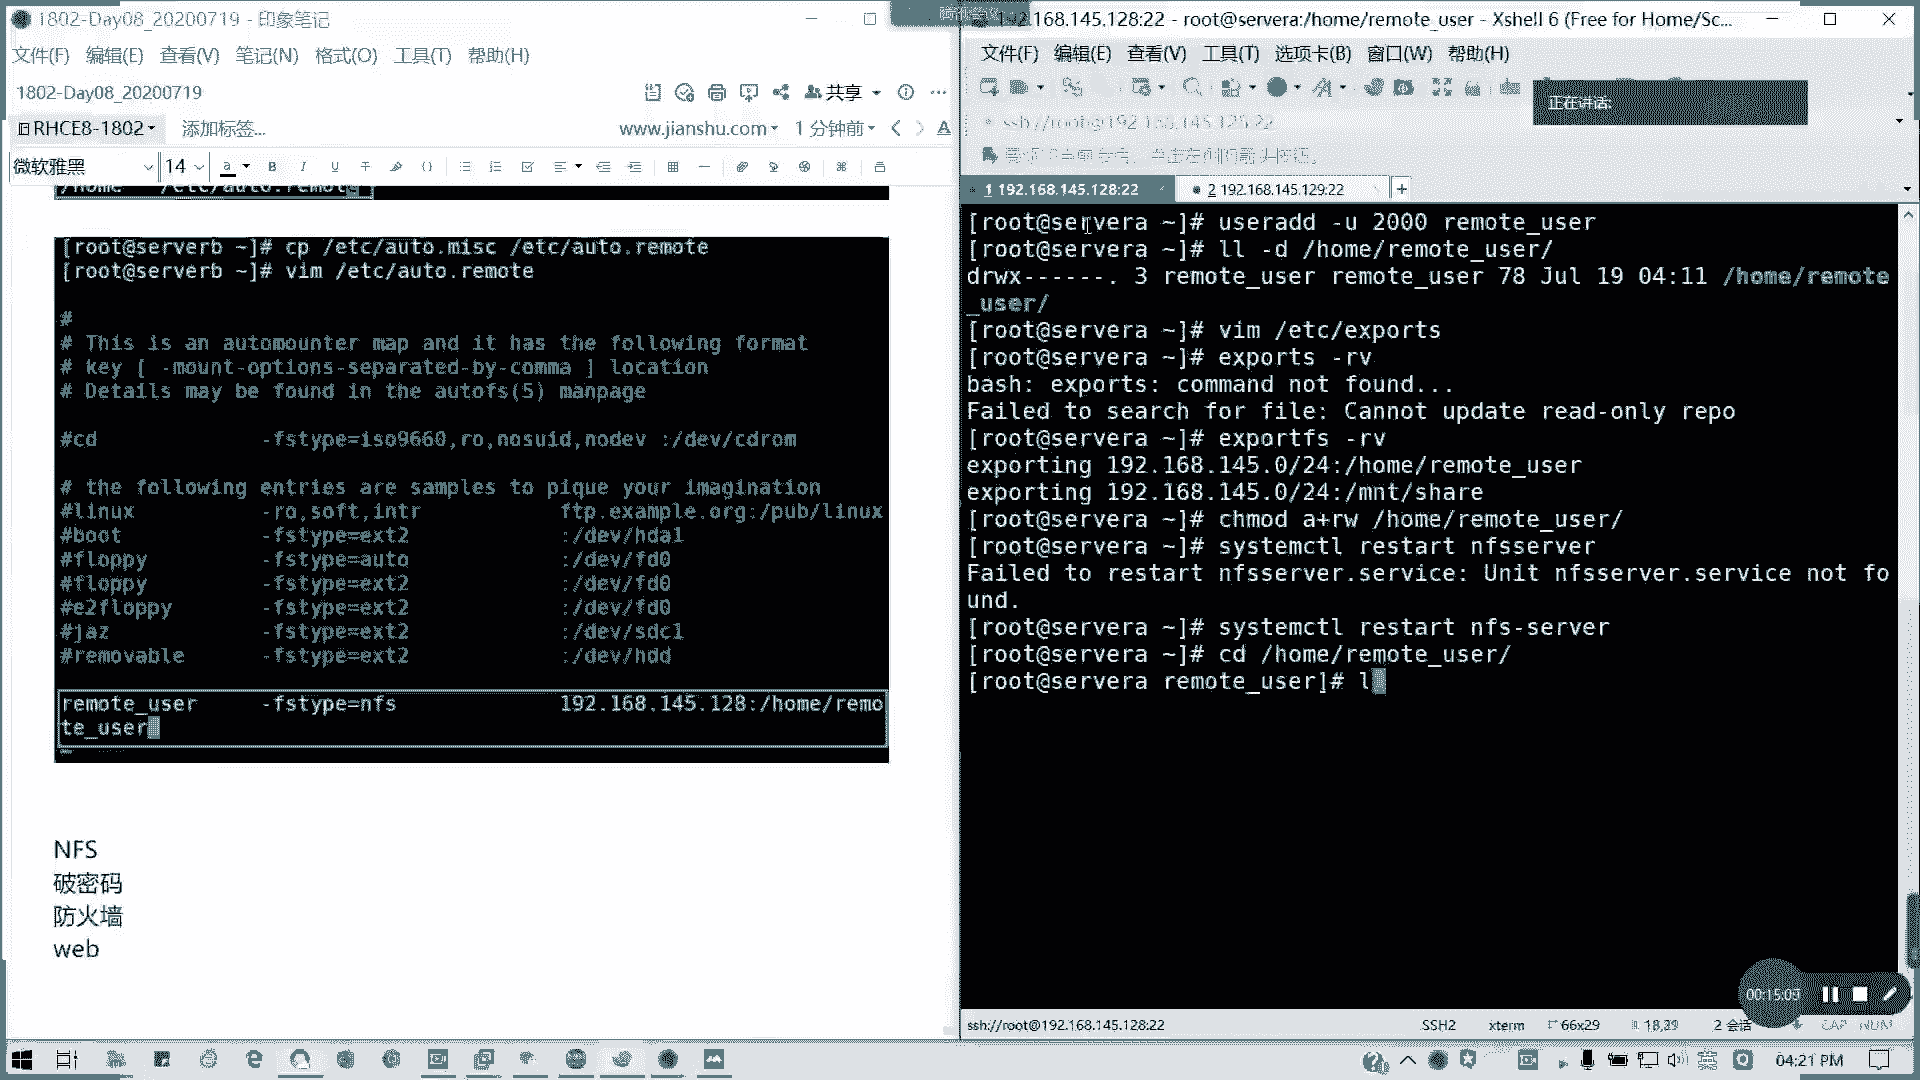 1802-Day08_20200719 - 印象笔记
文件(F) 编辑(E) 查看(V) 笔记(N) 格式(O) 工具(T) 帮助(H)
1802-Day08_20200719
共享
RHCE8-1802
添加标签...
www.jianshu.com
1 分钟前
微软雅黑
14
/home /etc/auto.remote
[root@serverb ~]# cp /etc/auto.misc /etc/auto.remote
[root@serverb ~]# vim /etc/auto.remote
#
# This is an automounter map and it has the following format
# key [ -mount-options-separated-by-comma ] location
# Details may be found in the autofs(5) manpage
#cd -fstype=iso9660,ro,nosuid,nodev :/dev/cdrom
# the following entries are samples to pique your imagination
#linux -ro,soft,intr ftp.example.org:/pub/linux
#boot -fstype=ext2 :/dev/hda1
#floppy -fstype=auto :/dev/fd0
#floppy -fstype=ext2 :/dev/fd0
#e2floppy -fstype=ext2 :/dev/fd0
#jaz -fstype=ext2 :/dev/sdc1
#removable -fstype=ext2 :/dev/hdd
remote_user -fstype=nfs 192.168.145.128:/home/remo
te_user
NFS
破密码
防火墙
web
192.168.145.128:22 - root@servera:/home/remote_user - Xshell 6 (Free for Home/Sc...
文件(F) 编辑(E) 查看(V) 工具(T) 选项卡(B) 窗口(W) 帮助(H)
正在讲话:
1 192.168.145.128:22
2 192.168.145.129:22
[root@servera ~]# useradd -u 2000 remote_user
[root@servera ~]# ll -d /home/remote_user/
drwx------. 3 remote_user remote_user 78 Jul 19 04:11 /home/remote
_user/
[root@servera ~]# vim /etc/exports
[root@servera ~]# exports -rv
bash: exports: command not found...
Failed to search for file: Cannot update read-only repo
[root@servera ~]# exportfs -rv
exporting 192.168.145.0/24:/home/remote_user
exporting 192.168.145.0/24:/mnt/share
[root@servera ~]# chmod a+rw /home/remote_user/
[root@servera ~]# systemctl restart nfsserver
Failed to restart nfsserver.service: Unit nfsserver.service not fo
und.
[root@servera ~]# systemctl restart nfs-server
[root@servera ~]# cd /home/remote_user/
[root@servera remote_user]# l
ssh://root@192.168.145.128:22
SSH2
xterm
66x29
18,29
2 会话
CAP NUM
英
04:21 PM